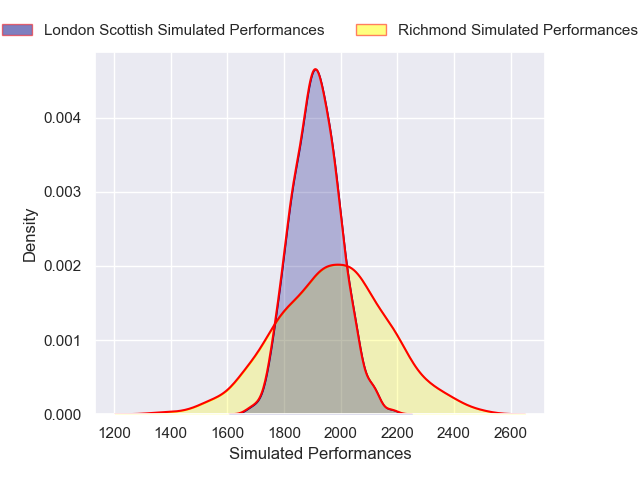 London Scottish Simulated Performances
Richmond Simulated Performances
0.004
0.003
0.002
0.001
0.000
Density
1200 1400 1600 1800 2000 2200 2400 2600
Simulated Performances